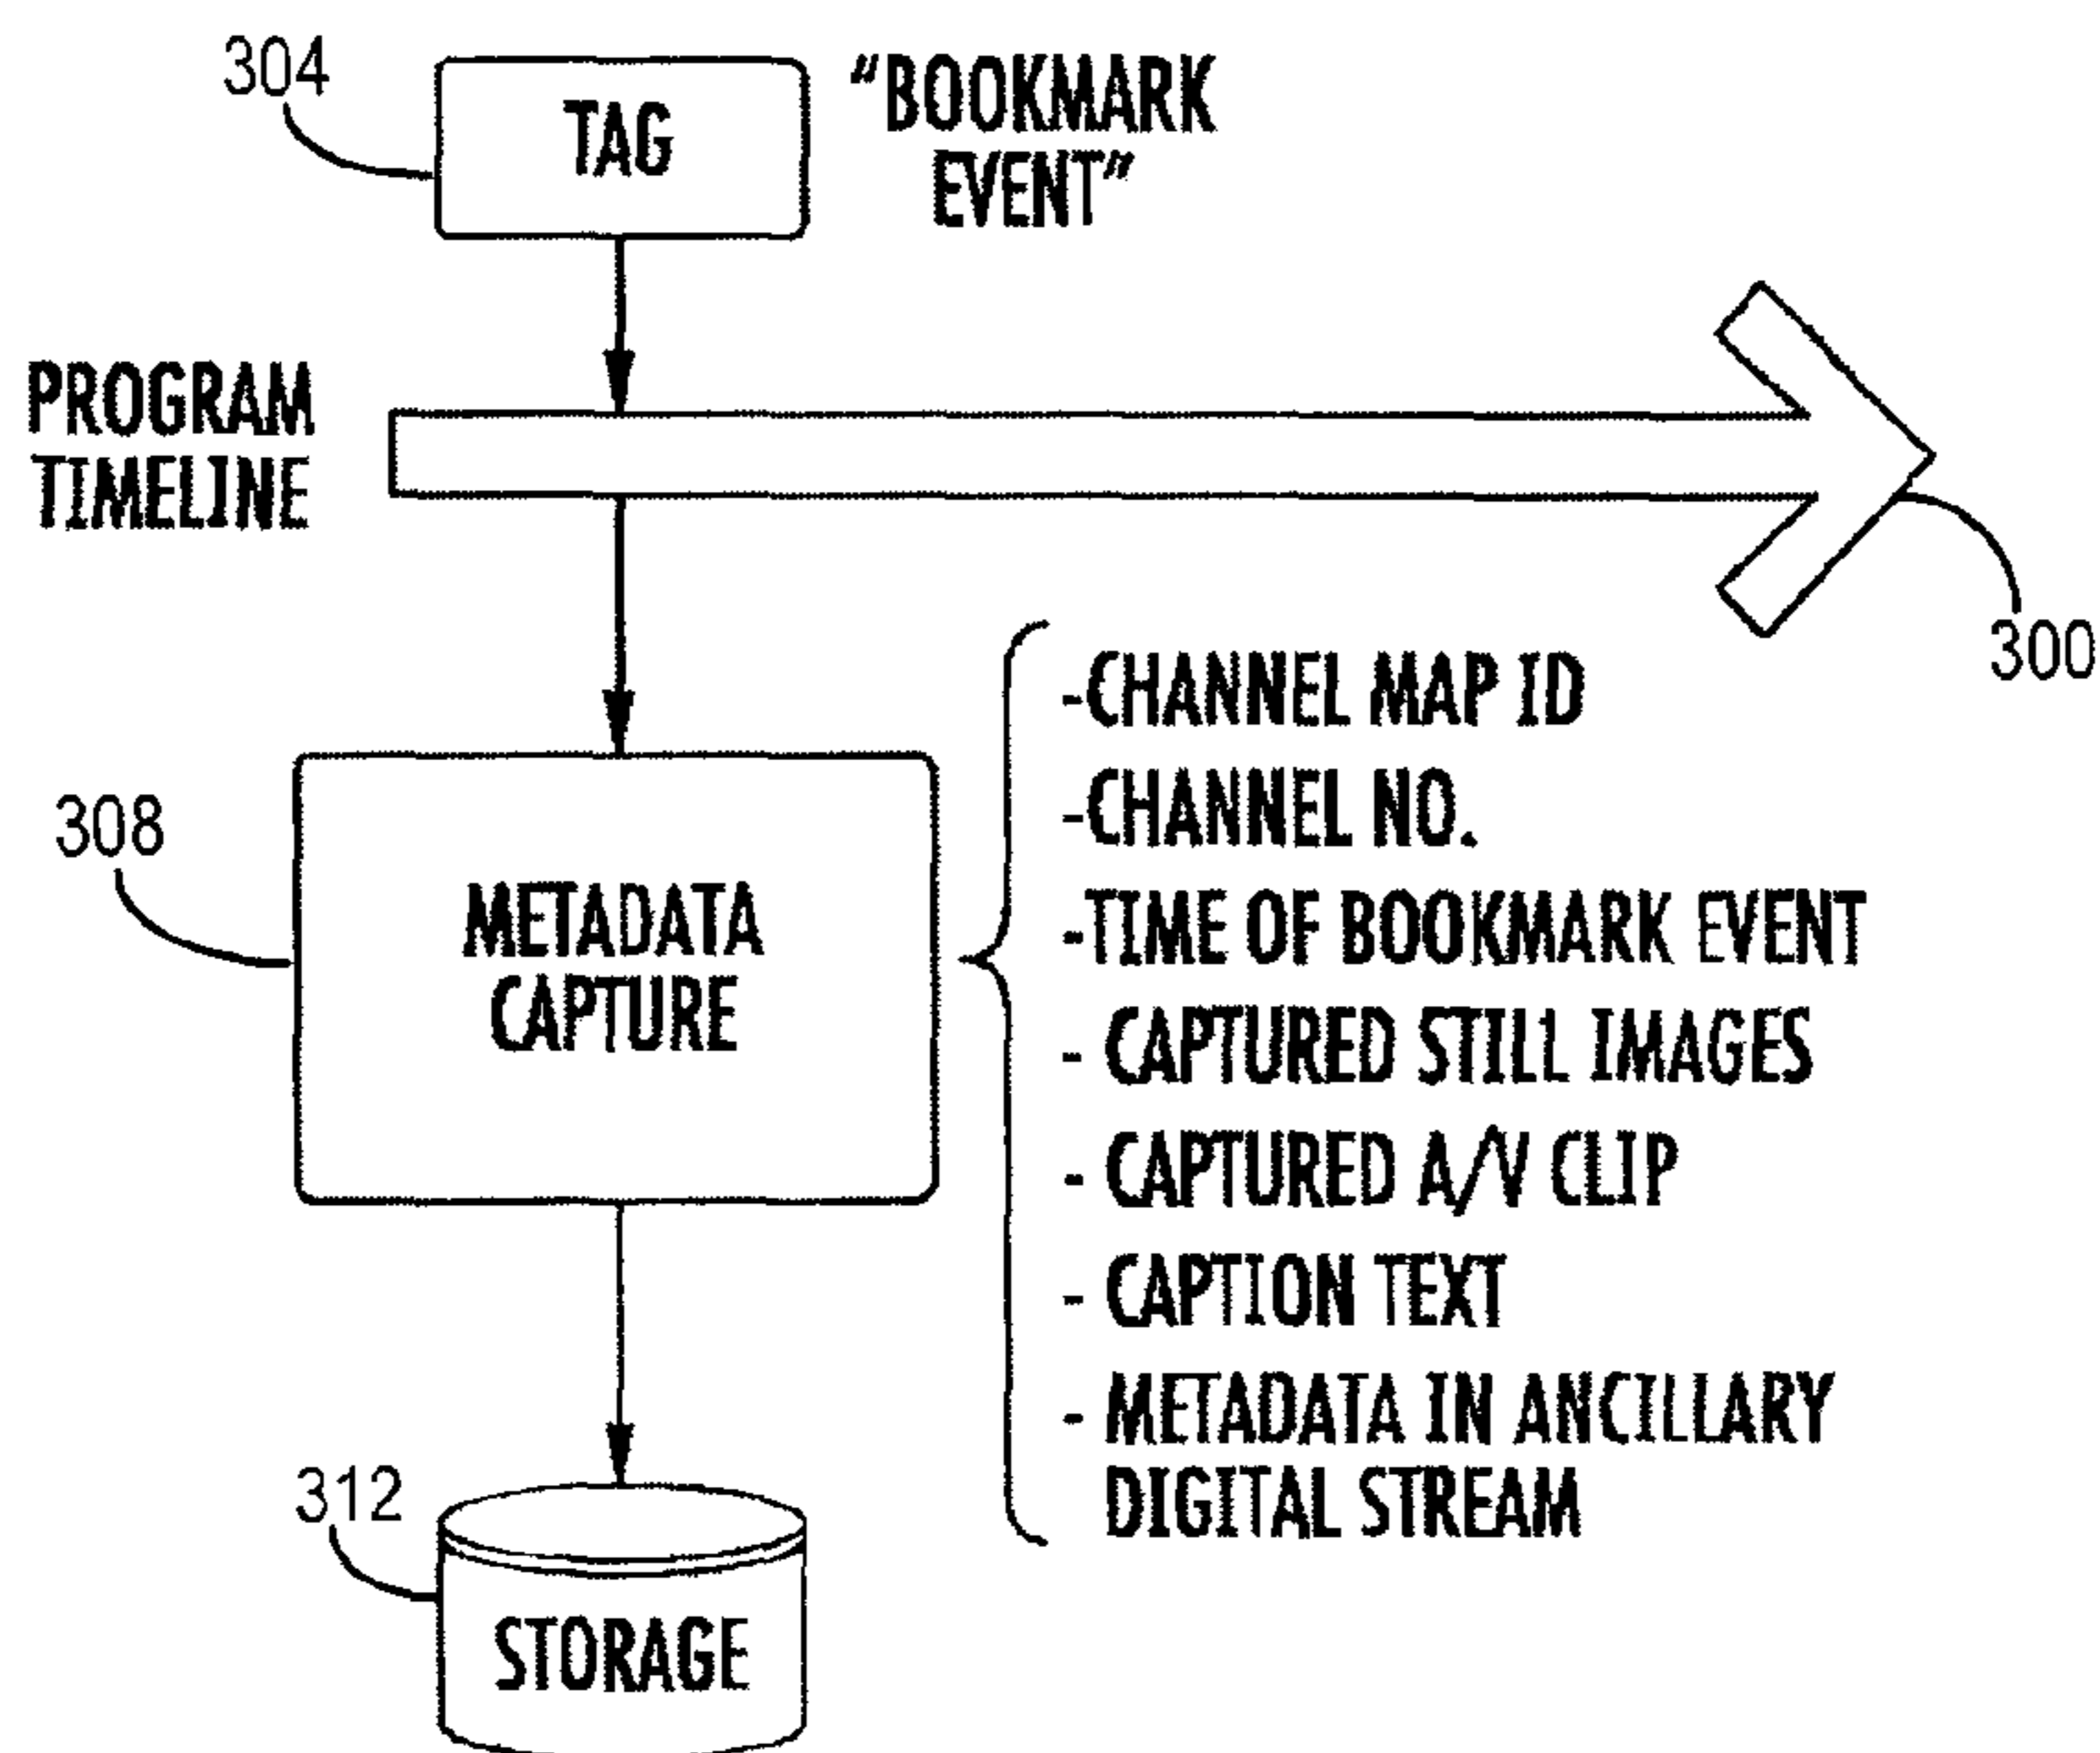 304
TAG
"BOOKMARK
EVENT"
PROGRAM
TIMELINE
300
308
METADATA
CAPTURE
-CHANNEL MAP ID
-CHANNEL NO.
-TIME OF BOOKMARK EVENT
- CAPTURED STILL IMAGES
- CAPTURED A/V CLIP
- CAPTION TEXT
- METADATA IN ANCILLARY
DIGITAL STREAM
312
STORAGE